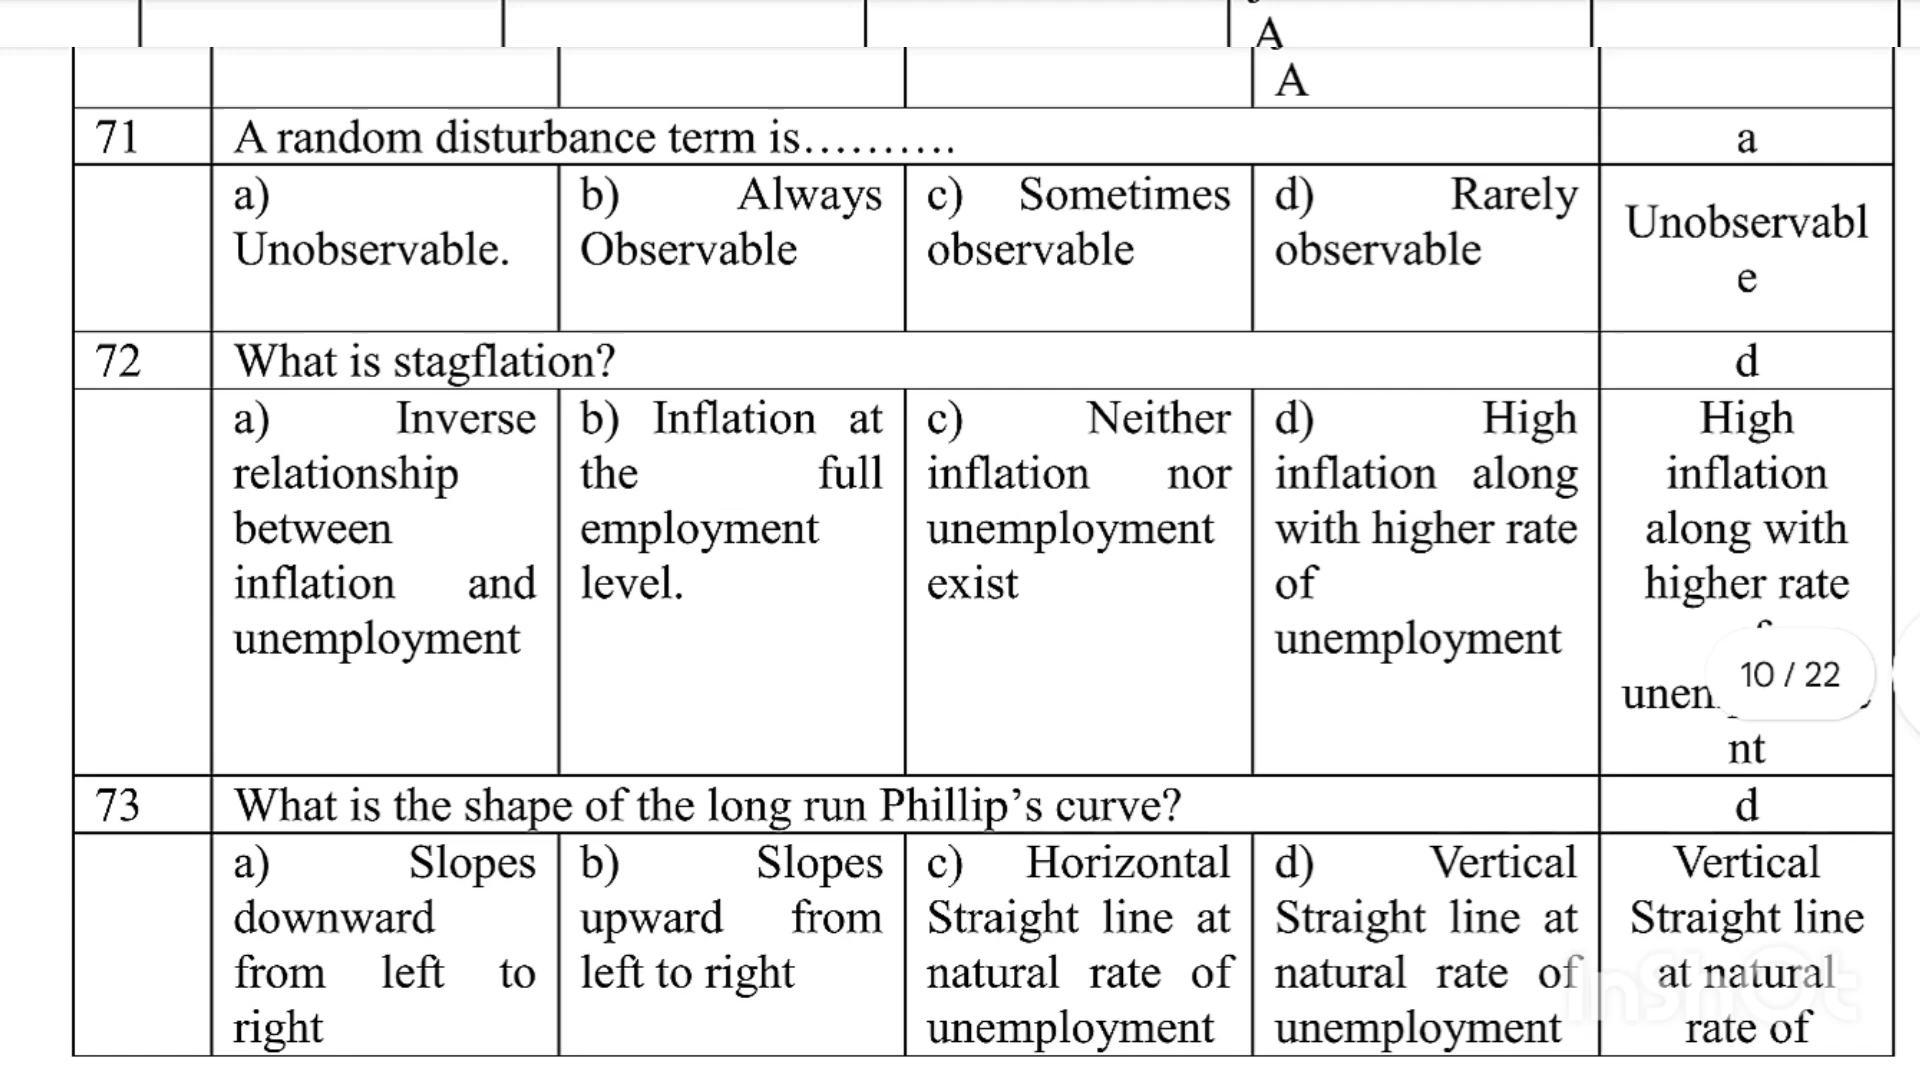 A
A
71 A random disturbance term is.......... a
a) Unobservable.
b) Always Observable
c) Sometimes observable
d) Rarely observable
Unobservabl
e
72 What is stagflation? d
a) Inverse
relationship
between
inflation and
unemployment
b) Inflation at
the full
employment
level.
c) Neither
inflation nor
unemployment
exist
d) High
inflation along
with higher rate
of
unemployment
High
inflation
along with
higher rate
nt
10 / 22
73 What is the shape of the long run Phillip's curve? d
a) Slopes
downward
from left to
right
b) Slopes
upward from
left to right
c) Horizontal
Straight line at
natural rate of
unemployment
d) Vertical
Straight line at
natural rate of
unemployment
Vertical
Straight line
at natural
rate of
InShOt